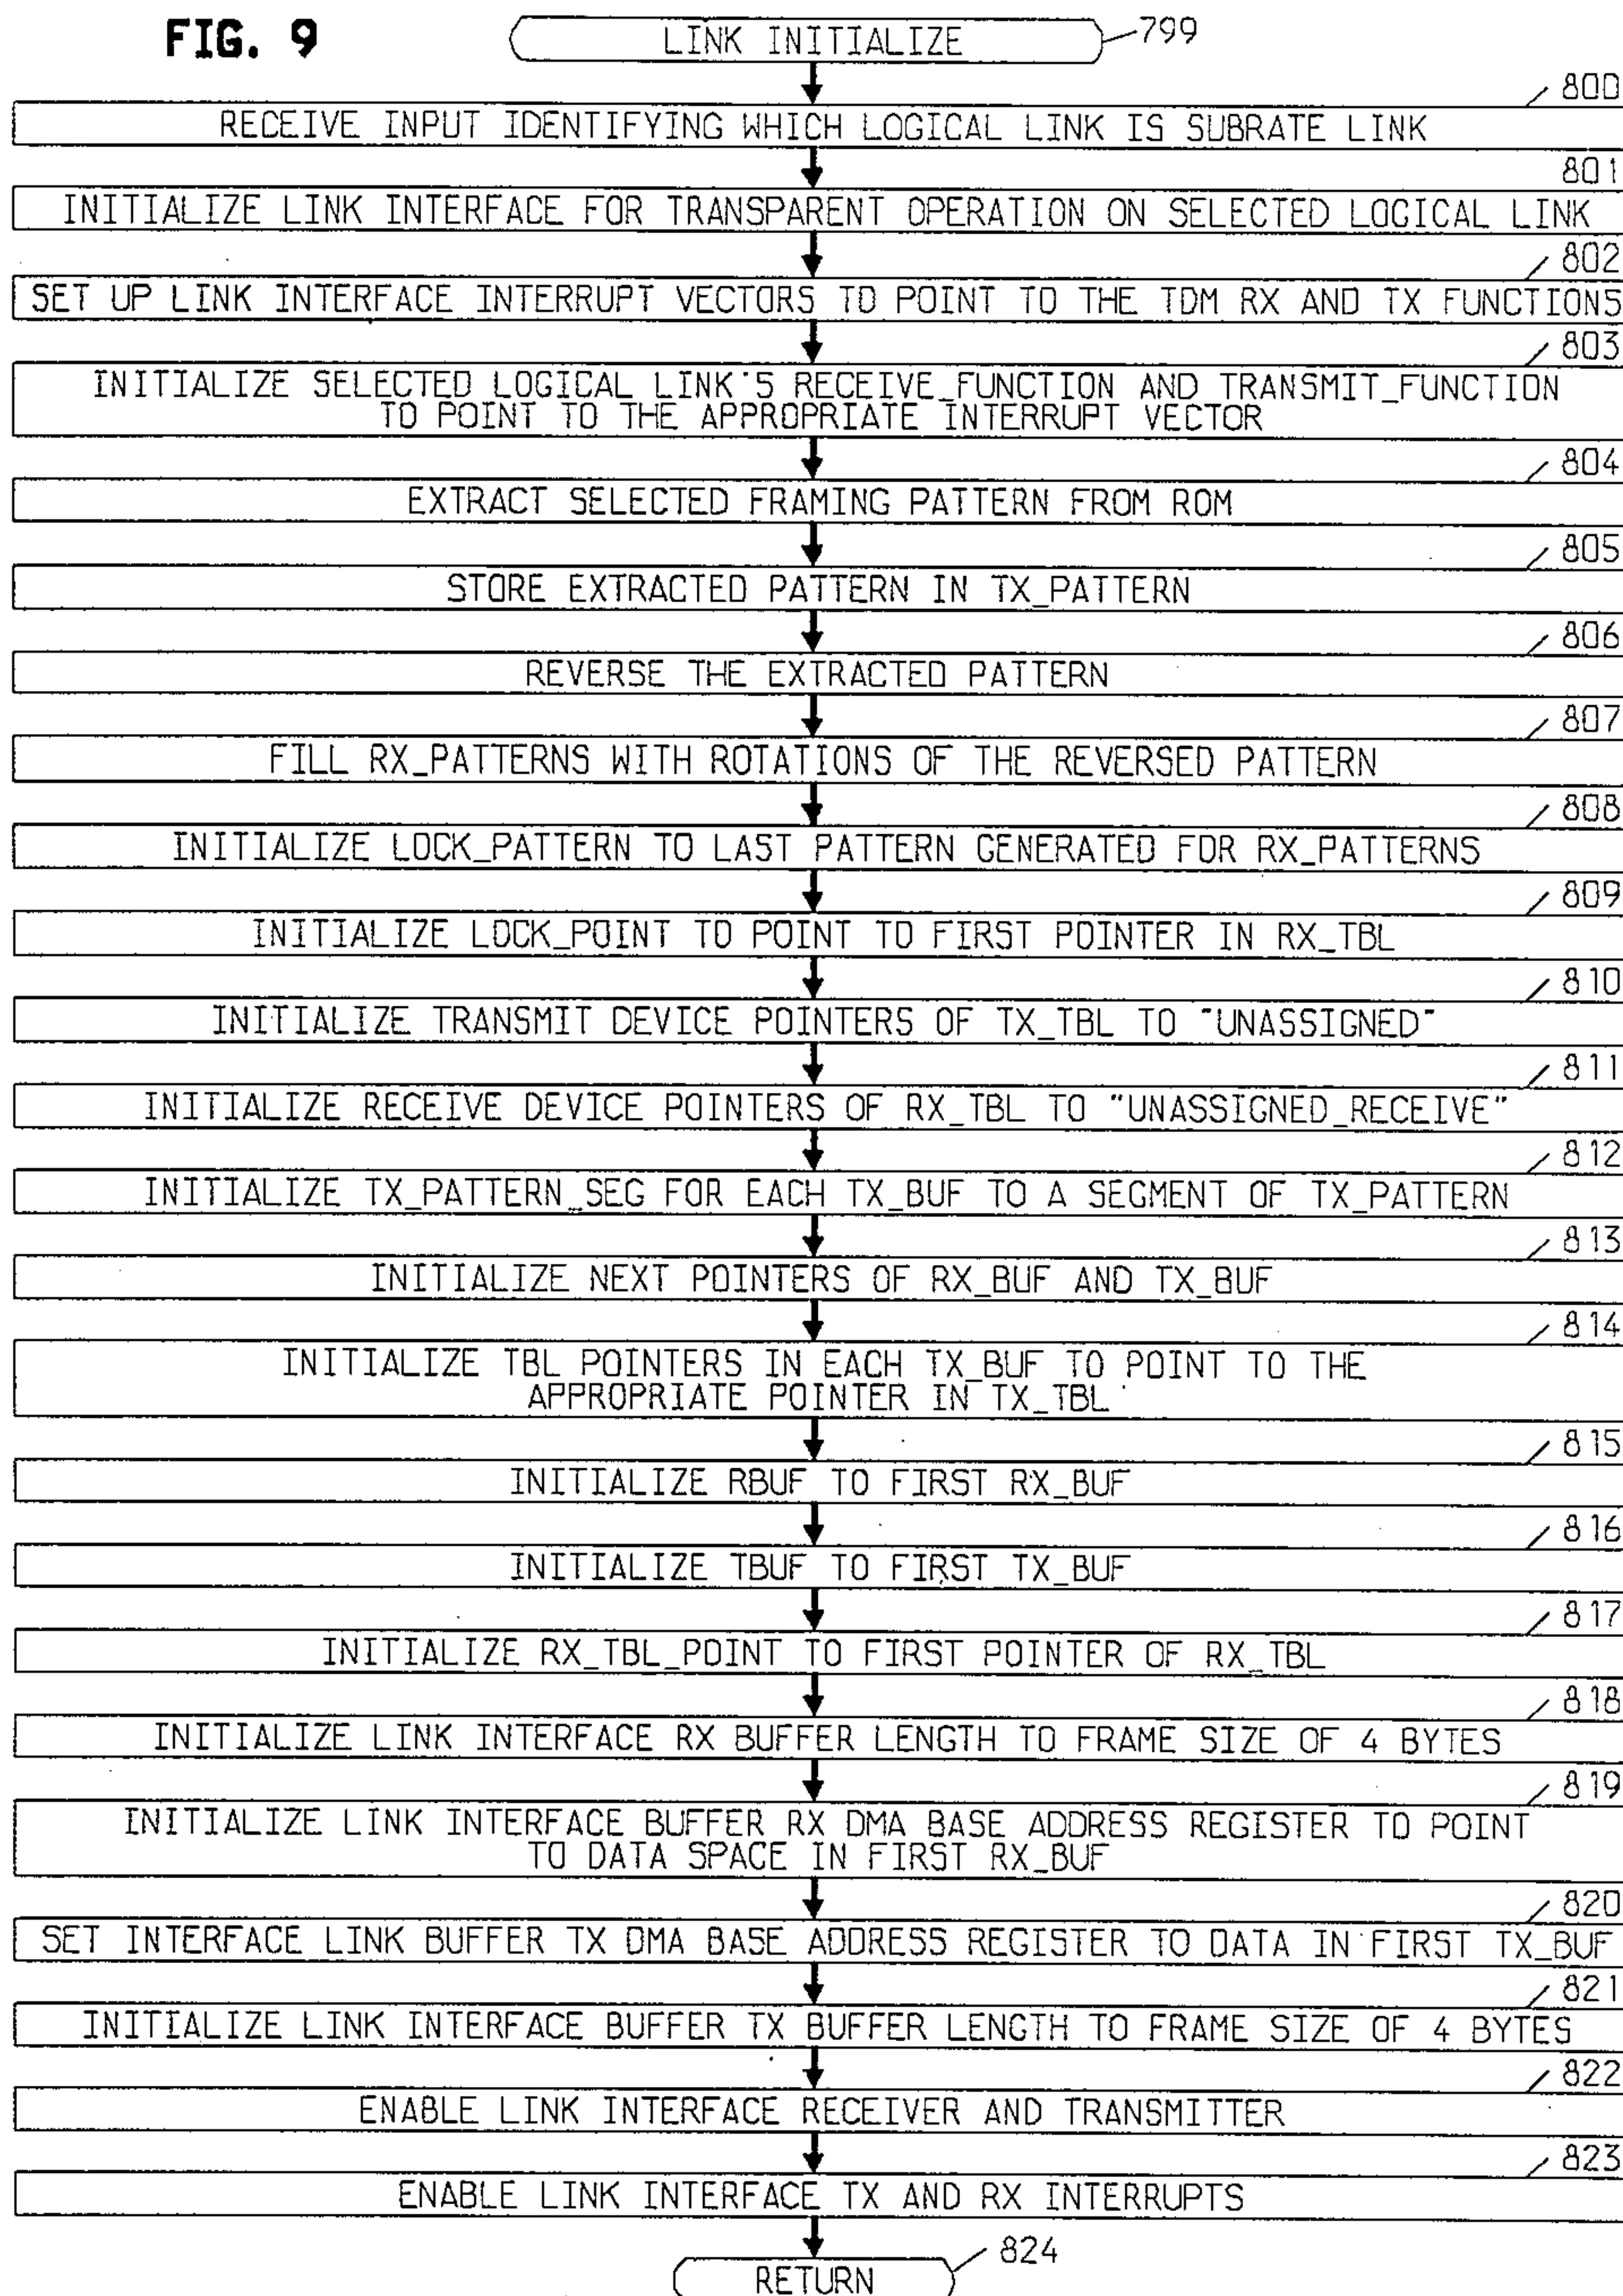 FIG. 9
LINK INITIALIZE
799
800
RECEIVE INPUT IDENTIFYING WHICH LOGICAL LINK IS SUBRATE LINK
801
INITIALIZE LINK INTERFACE FOR TRANSPARENT OPERATION ON SELECTED LOGICAL LINK
802
SET UP LINK INTERFACE INTERRUPT VECTORS TO POINT TO THE TDM RX AND TX FUNCTIONS
803
INITIALIZE SELECTED LOGICAL LINK'S RECEIVE_FUNCTION AND TRANSMIT_FUNCTION
TO POINT TO THE APPROPRIATE INTERRUPT VECTOR
804
EXTRACT SELECTED FRAMING PATTERN FROM ROM
805
STORE EXTRACTED PATTERN IN TX_PATTERN
806
REVERSE THE EXTRACTED PATTERN
807
FILL RX_PATTERNS WITH ROTATIONS OF THE REVERSED PATTERN
808
INITIALIZE LOCK_PATTERN TO LAST PATTERN GENERATED FOR RX_PATTERNS
809
INITIALIZE LOCK_POINT TO POINT TO FIRST POINTER IN RX_TBL
810
INITIALIZE TRANSMIT DEVICE POINTERS OF TX_TBL TO "UNASSIGNED"
811
INITIALIZE RECEIVE DEVICE POINTERS OF RX_TBL TO "UNASSIGNED_RECEIVE"
812
INITIALIZE TX_PATTERN_SEG FOR EACH TX_BUF TO A SEGMENT OF TX_PATTERN
813
INITIALIZE NEXT POINTERS OF RX_BUF AND TX_BUF
814
INITIALIZE TBL POINTERS IN EACH TX_BUF TO POINT TO THE
APPROPRIATE POINTER IN TX_TBL
815
INITIALIZE RBUF TO FIRST RX_BUF
816
INITIALIZE TBUF TO FIRST TX_BUF
817
INITIALIZE RX_TBL_POINT TO FIRST POINTER OF RX_TBL
818
INITIALIZE LINK INTERFACE RX BUFFER LENGTH TO FRAME SIZE OF 4 BYTES
819
INITIALIZE LINK INTERFACE BUFFER RX DMA BASE ADDRESS REGISTER TO POINT
TO DATA SPACE IN FIRST RX_BUF
820
SET INTERFACE LINK BUFFER TX DMA BASE ADDRESS REGISTER TO DATA IN FIRST TX_BUF
821
INITIALIZE LINK INTERFACE BUFFER TX BUFFER LENGTH TO FRAME SIZE OF 4 BYTES
822
ENABLE LINK INTERFACE RECEIVER AND TRANSMITTER
823
ENABLE LINK INTERFACE TX AND RX INTERRUPTS
824
RETURN